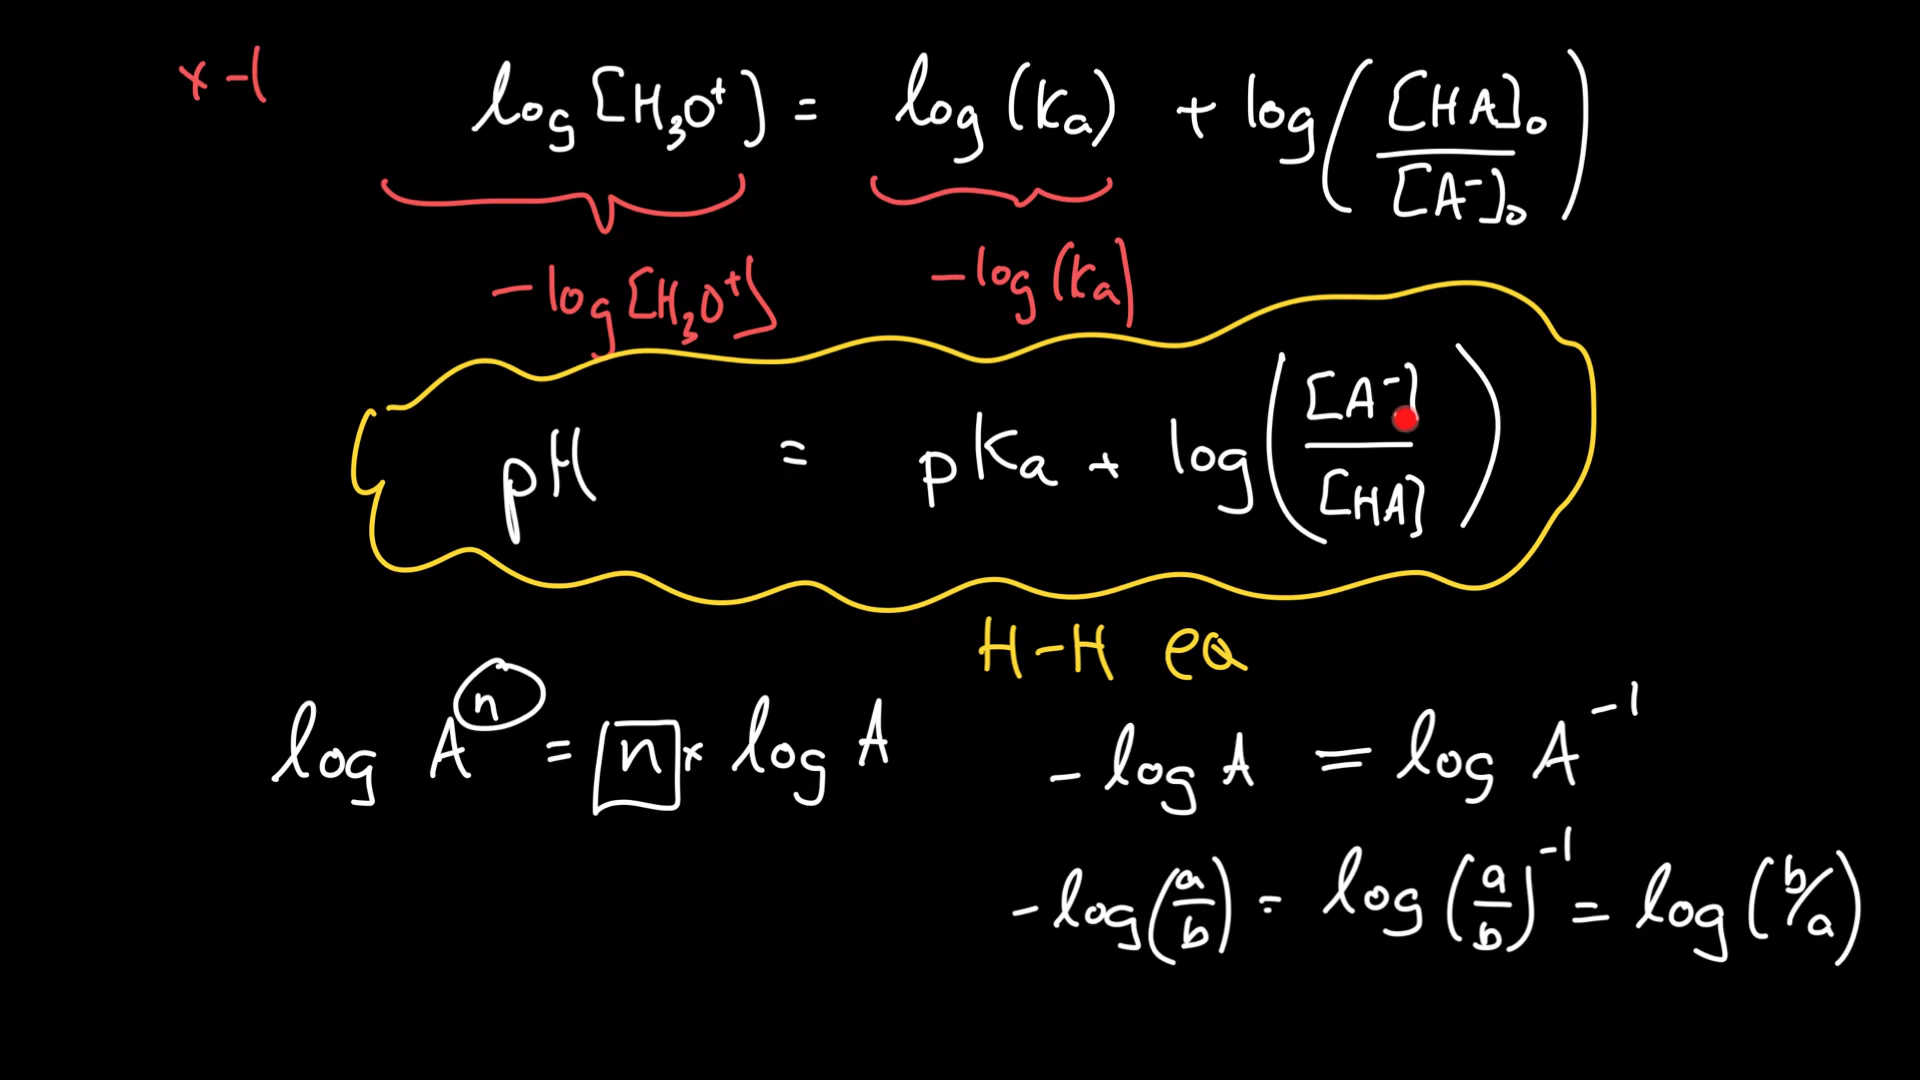 x -1
log [H₃O⁺] = log (Ka) + log ([HA]₀ / [A⁻]₀)
-log [H₃O⁺] -log (Ka)
pH = pKa + log ([A⁻] / [HA])
H-H eq
log Aⁿ = n × log A
- log A = log A⁻¹
- log (a/b) = log (a/b)⁻¹ = log (b/a)